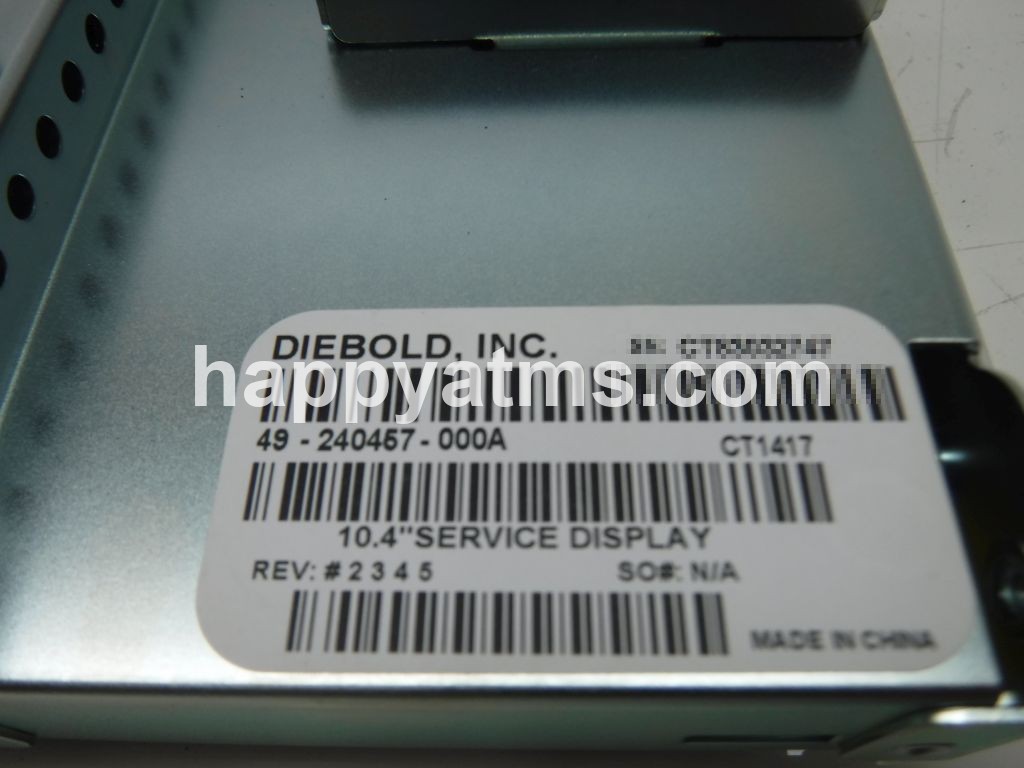 DIEBOLD, INC.
happyatms.com
49 - 240457 - 000A
CT1417
10.4"SERVICE DISPLAY
REV: # 2 3 4 5
SO#: N/A
MADE IN CHINA